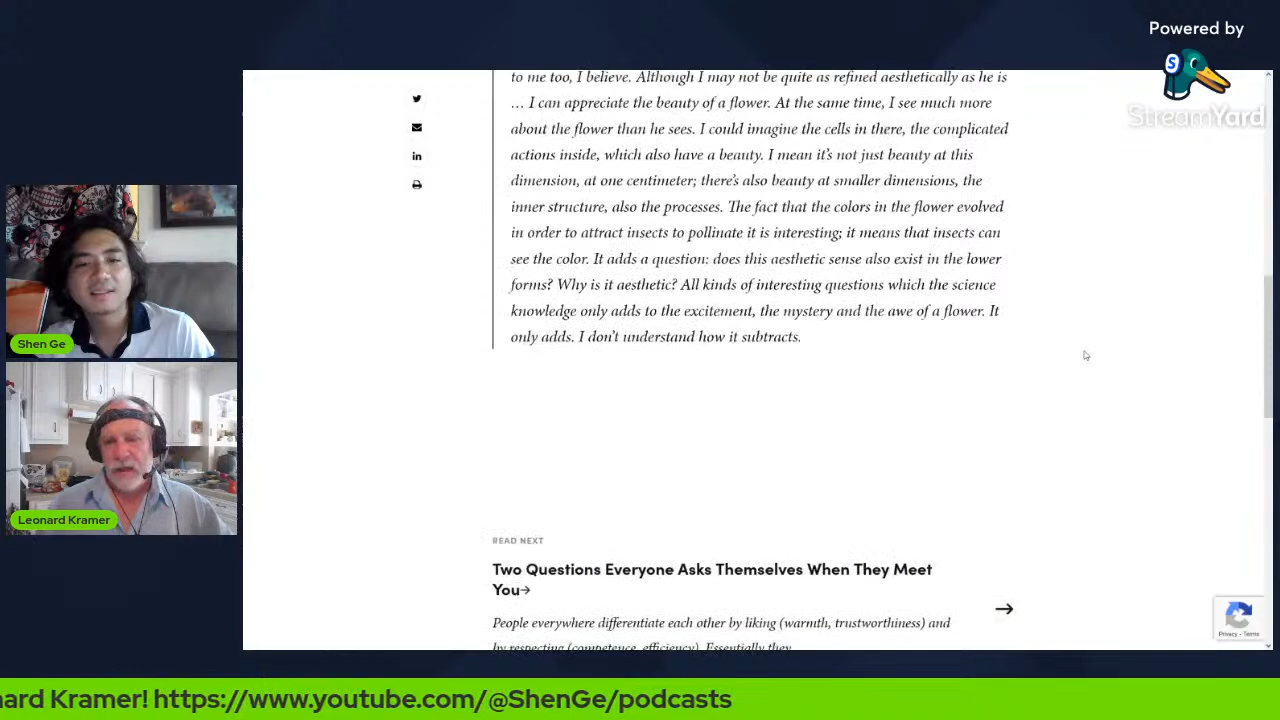 Powered by
StreamYard
to me too, I believe. Although I may not be quite as refined aesthetically as he is
… I can appreciate the beauty of a flower. At the same time, I see much more
about the flower than he sees. I could imagine the cells in there, the complicated
actions inside, which also have a beauty. I mean it’s not just beauty at this
dimension, at one centimeter; there’s also beauty at smaller dimensions, the
inner structure, also the processes. The fact that the colors in the flower evolved
in order to attract insects to pollinate it is interesting; it means that insects can
see the color. It adds a question: does this aesthetic sense also exist in the lower
forms? Why is it aesthetic? All kinds of interesting questions which the science
knowledge only adds to the excitement, the mystery and the awe of a flower. It
only adds. I don’t understand how it subtracts.
Shen Ge
Leonard Kramer
READ NEXT
Two Questions Everyone Asks Themselves When They Meet
You→
People everywhere differentiate each other by liking (warmth, trustworthiness) and
by respecting (competence, efficiency). Essentially they
Privacy - Terms
nard Kramer! https://www.youtube.com/@ShenGe/podcasts